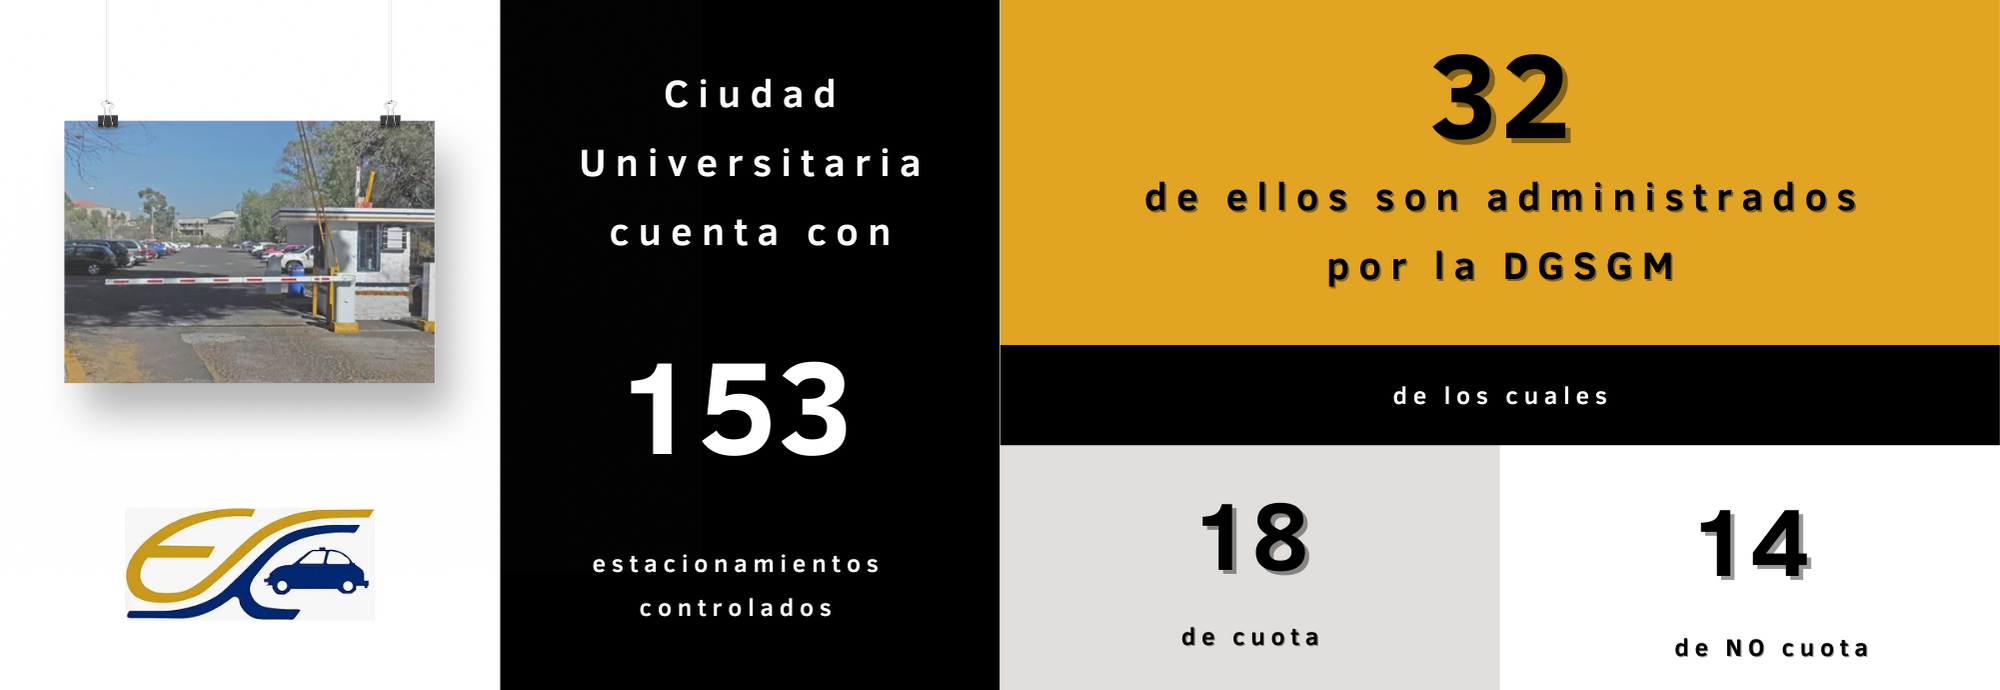 Ciudad
Universitaria
cuenta con
153
estacionamientos
controlados
32
de ellos son administrados
por la DGSGM
de los cuales
18
de cuota
14
de NO cuota